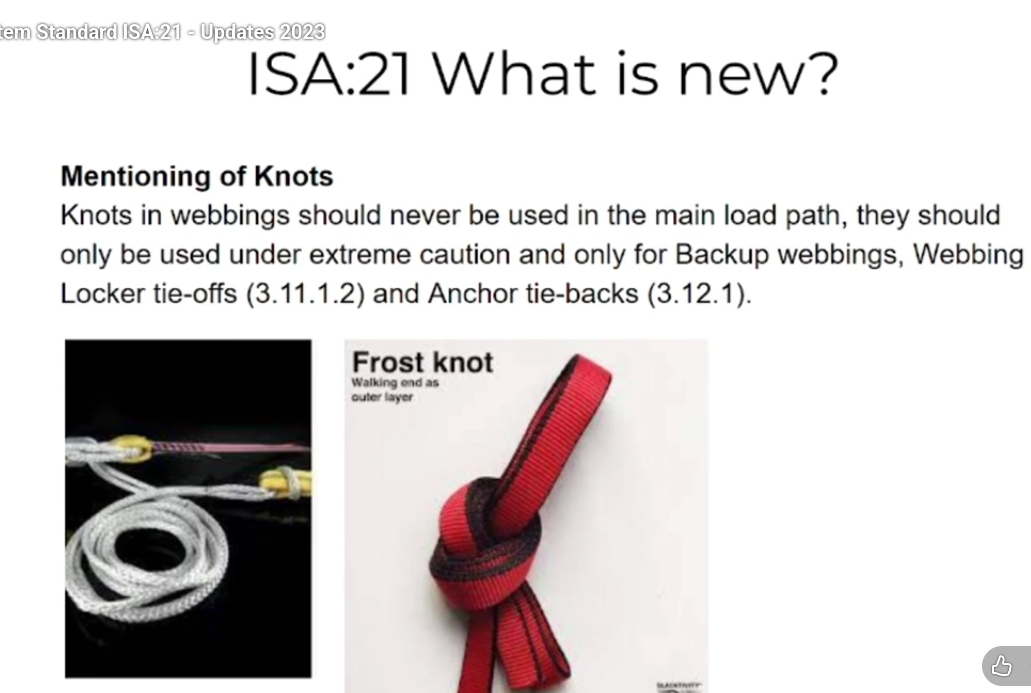 tem Standard ISA:21 - Updates 2023
ISA:21 What is new?
Mentioning of Knots
Knots in webbings should never be used in the main load path, they should
only be used under extreme caution and only for Backup webbings, Webbing
Locker tie-offs (3.11.1.2) and Anchor tie-backs (3.12.1).
Frost knot
Walking end as
outer layer